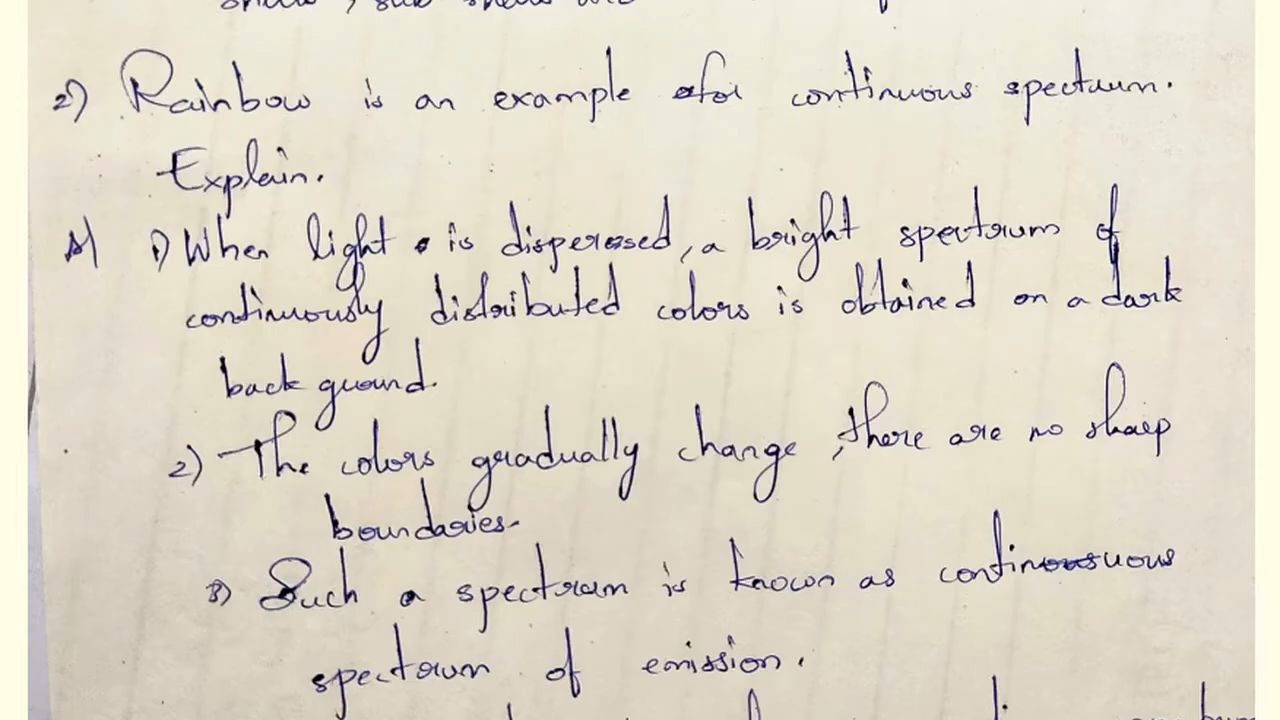 2) Rainbow is an example for continuous spectrum.
Explain.
A) 1) When light is dispersed, a bright spectrum of
continuously distributed colors is obtained on a dark
back ground.
2) The colors gradually change, there are no sharp
boundaries.
3) Such a spectrum is known as continuous
spectrum of emission.